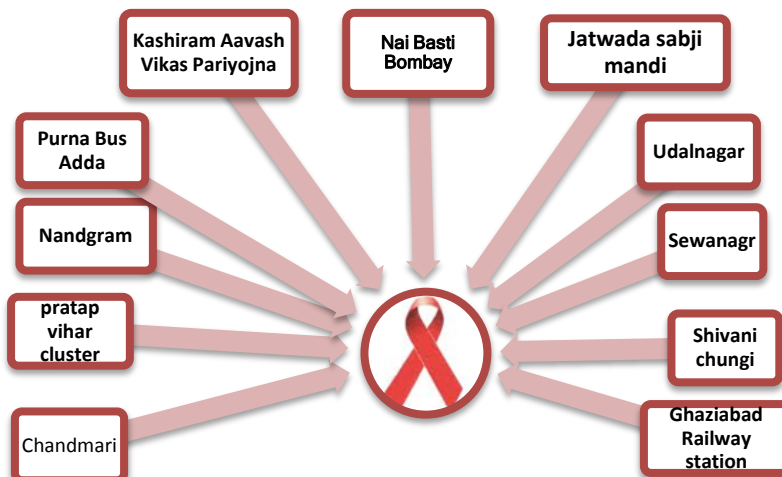 Kashiram Aavash
Vikas Pariyojna
Nai Basti
Bombay
Jatwada sabji
mandi
Purna Bus
Adda
Udalnagar
Nandgram
Sewanagr
pratap
vihar
cluster
Shivani
chungi
Chandmari
Ghaziabad
Railway
station